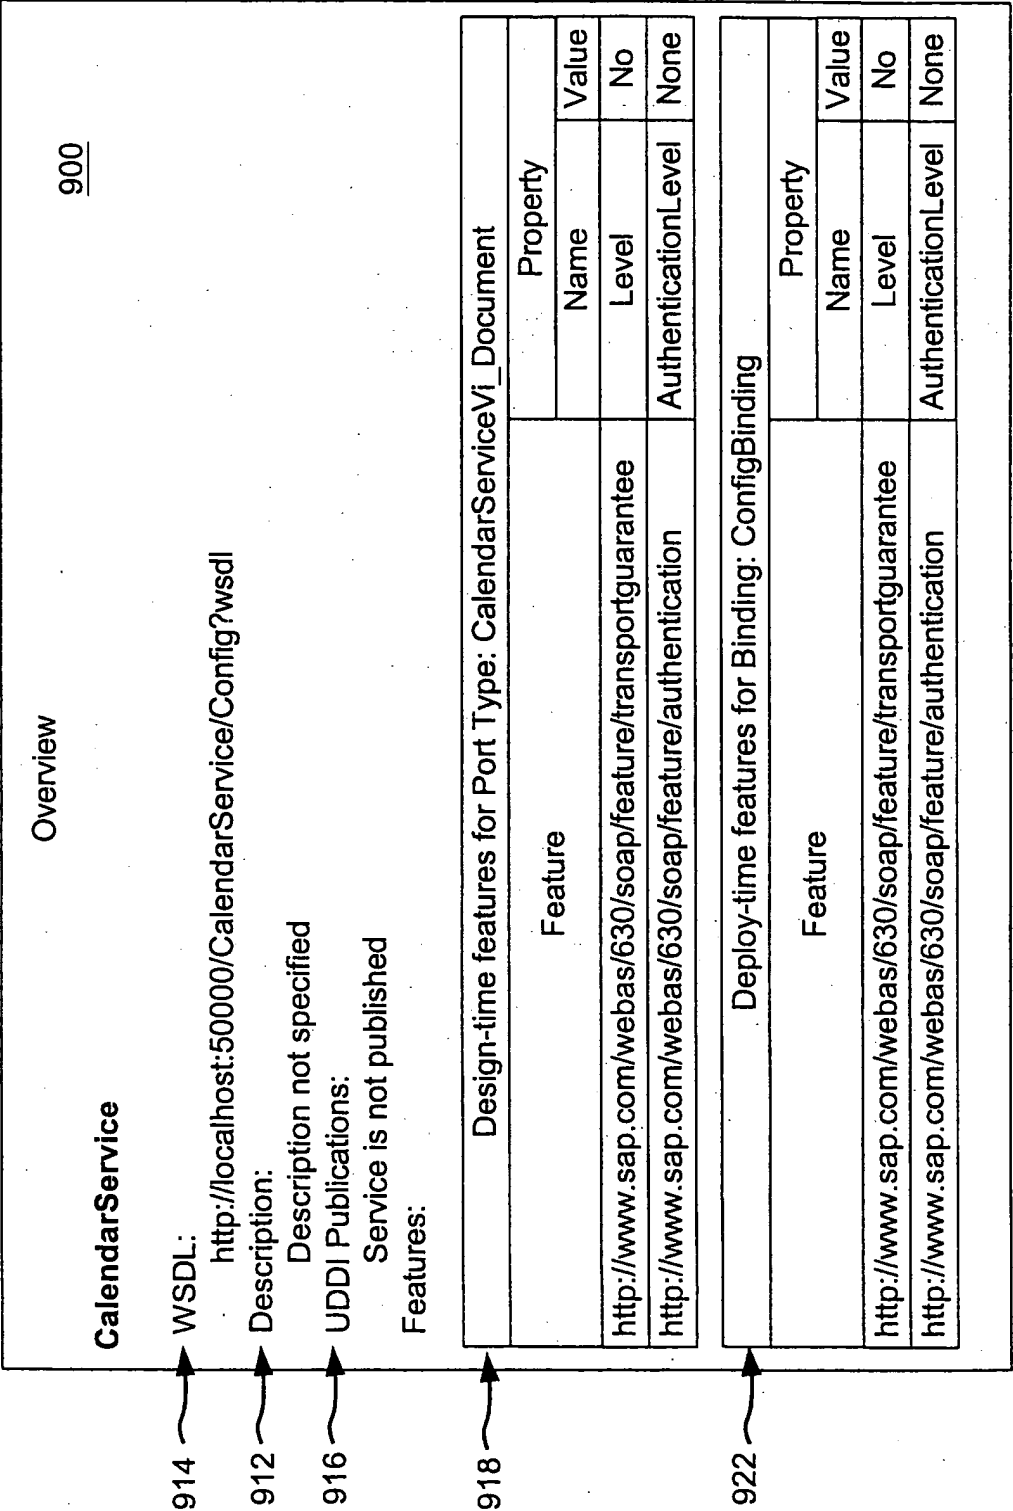 Overview
900
CalendarService
914 WSDL:
http://localhost:50000/CalendarService/Config?wsdl
912 Description:
Description not specified
916 UDDI Publications:
Service is not published
Features:
918 Design-time features for Port Type: CalendarServiceVi_Document
Feature Property
Name Value
http://www.sap.com/webas/630/soap/feature/transportguarantee Level No
http://www.sap.com/webas/630/soap/feature/authentication AuthenticationLevel None
922 Deploy-time features for Binding: ConfigBinding
Feature Property
Name Value
http://www.sap.com/webas/630/soap/feature/transportguarantee Level No
http://www.sap.com/webas/630/soap/feature/authentication AuthenticationLevel None